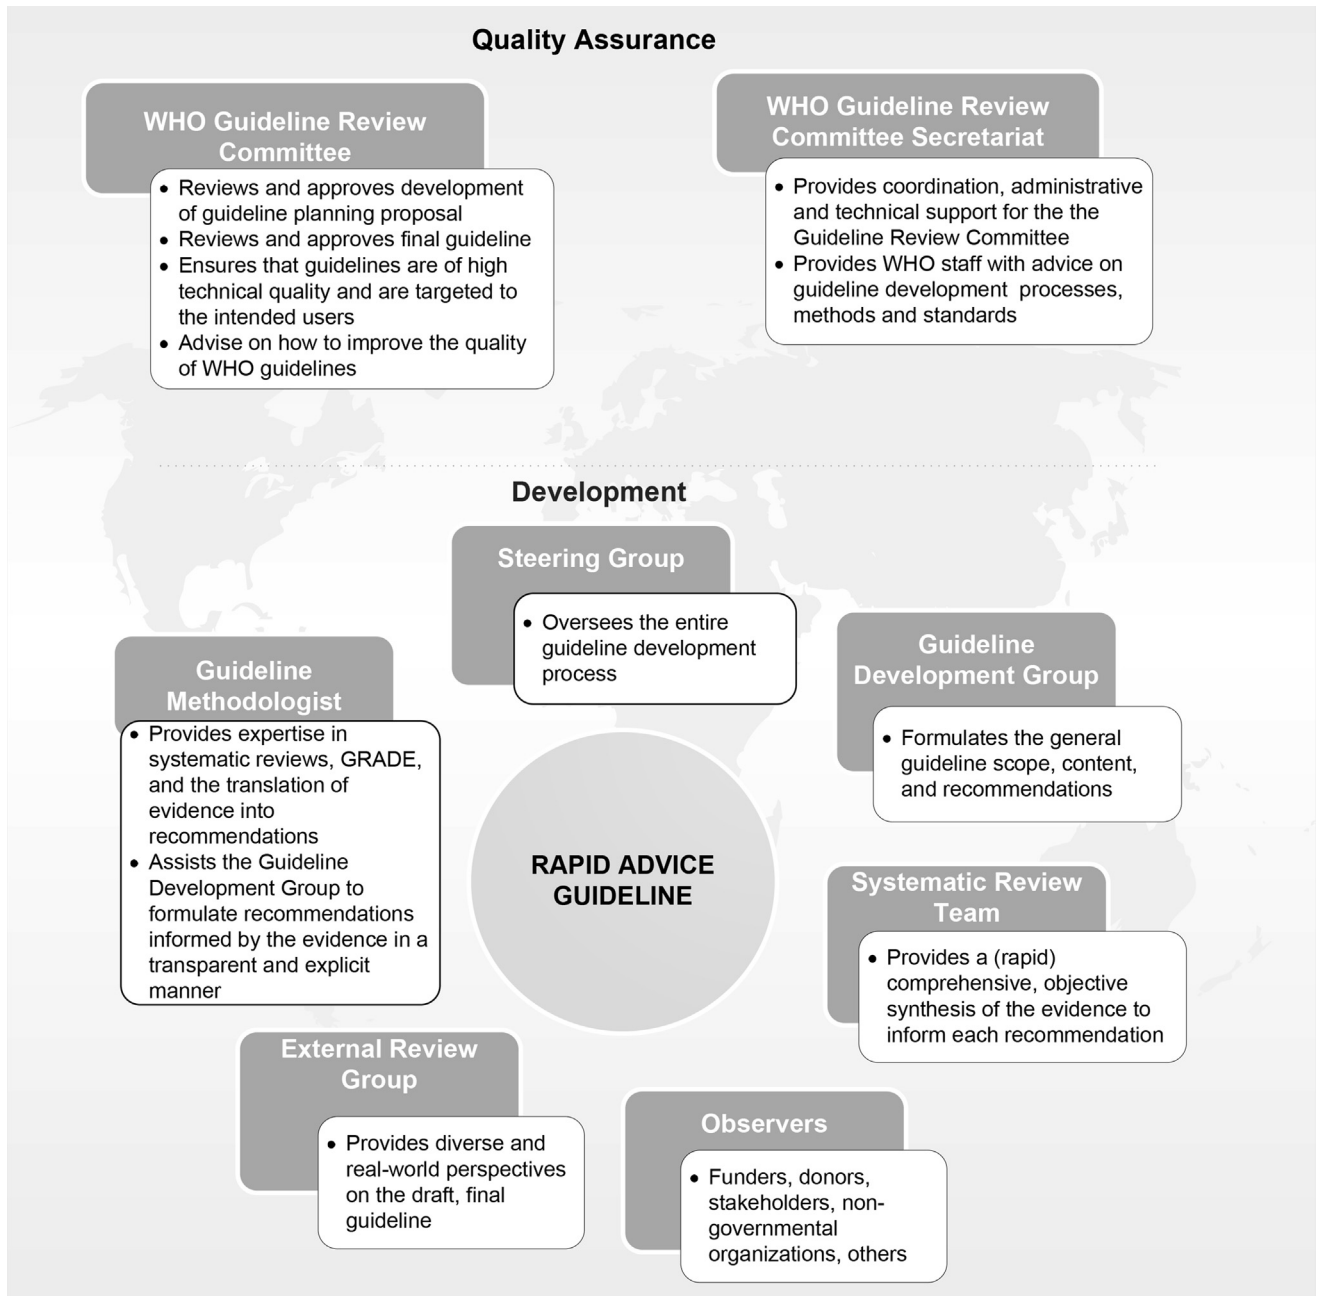 Quality Assurance
WHO Guideline Review
Committee
• Reviews and approves development
of guideline planning proposal
• Reviews and approves final guideline
• Ensures that guidelines are of high
technical quality and are targeted to
the intended users
• Advise on how to improve the quality
of WHO guidelines
WHO Guideline Review
Committee Secretariat
• Provides coordination, administrative
and technical support for the the
Guideline Review Committee
• Provides WHO staff with advice on
guideline development processes,
methods and standards
Development
Steering Group
• Oversees the entire
guideline development
process
Guideline
Development Group
• Formulates the general
guideline scope, content,
and recommendations
Guideline
Methodologist
• Provides expertise in
systematic reviews, GRADE,
and the translation of
evidence into
recommendations
• Assists the Guideline
Development Group to
formulate recommendations
informed by the evidence in a
transparent and explicit
manner
RAPID ADVICE
GUIDELINE
Systematic Review
Team
• Provides a (rapid)
comprehensive, objective
synthesis of the evidence to
inform each recommendation
External Review
Group
• Provides diverse and
real-world perspectives
on the draft, final
guideline
Observers
• Funders, donors,
stakeholders, non-
governmental
organizations, others